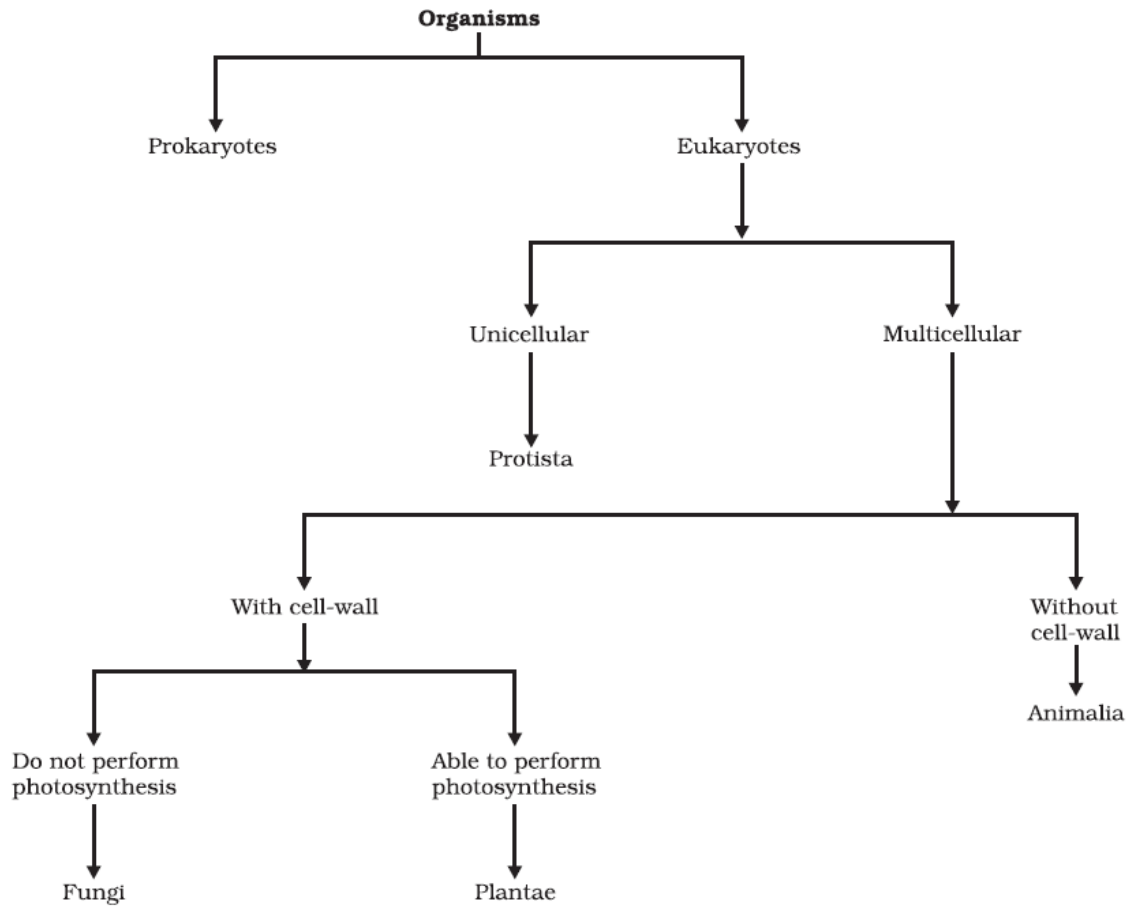 Organisms
Prokaryotes
Eukaryotes
Unicellular
Multicellular
Protista
With cell-wall
Without
cell-wall
Animalia
Do not perform
photosynthesis
Able to perform
photosynthesis
Fungi
Plantae